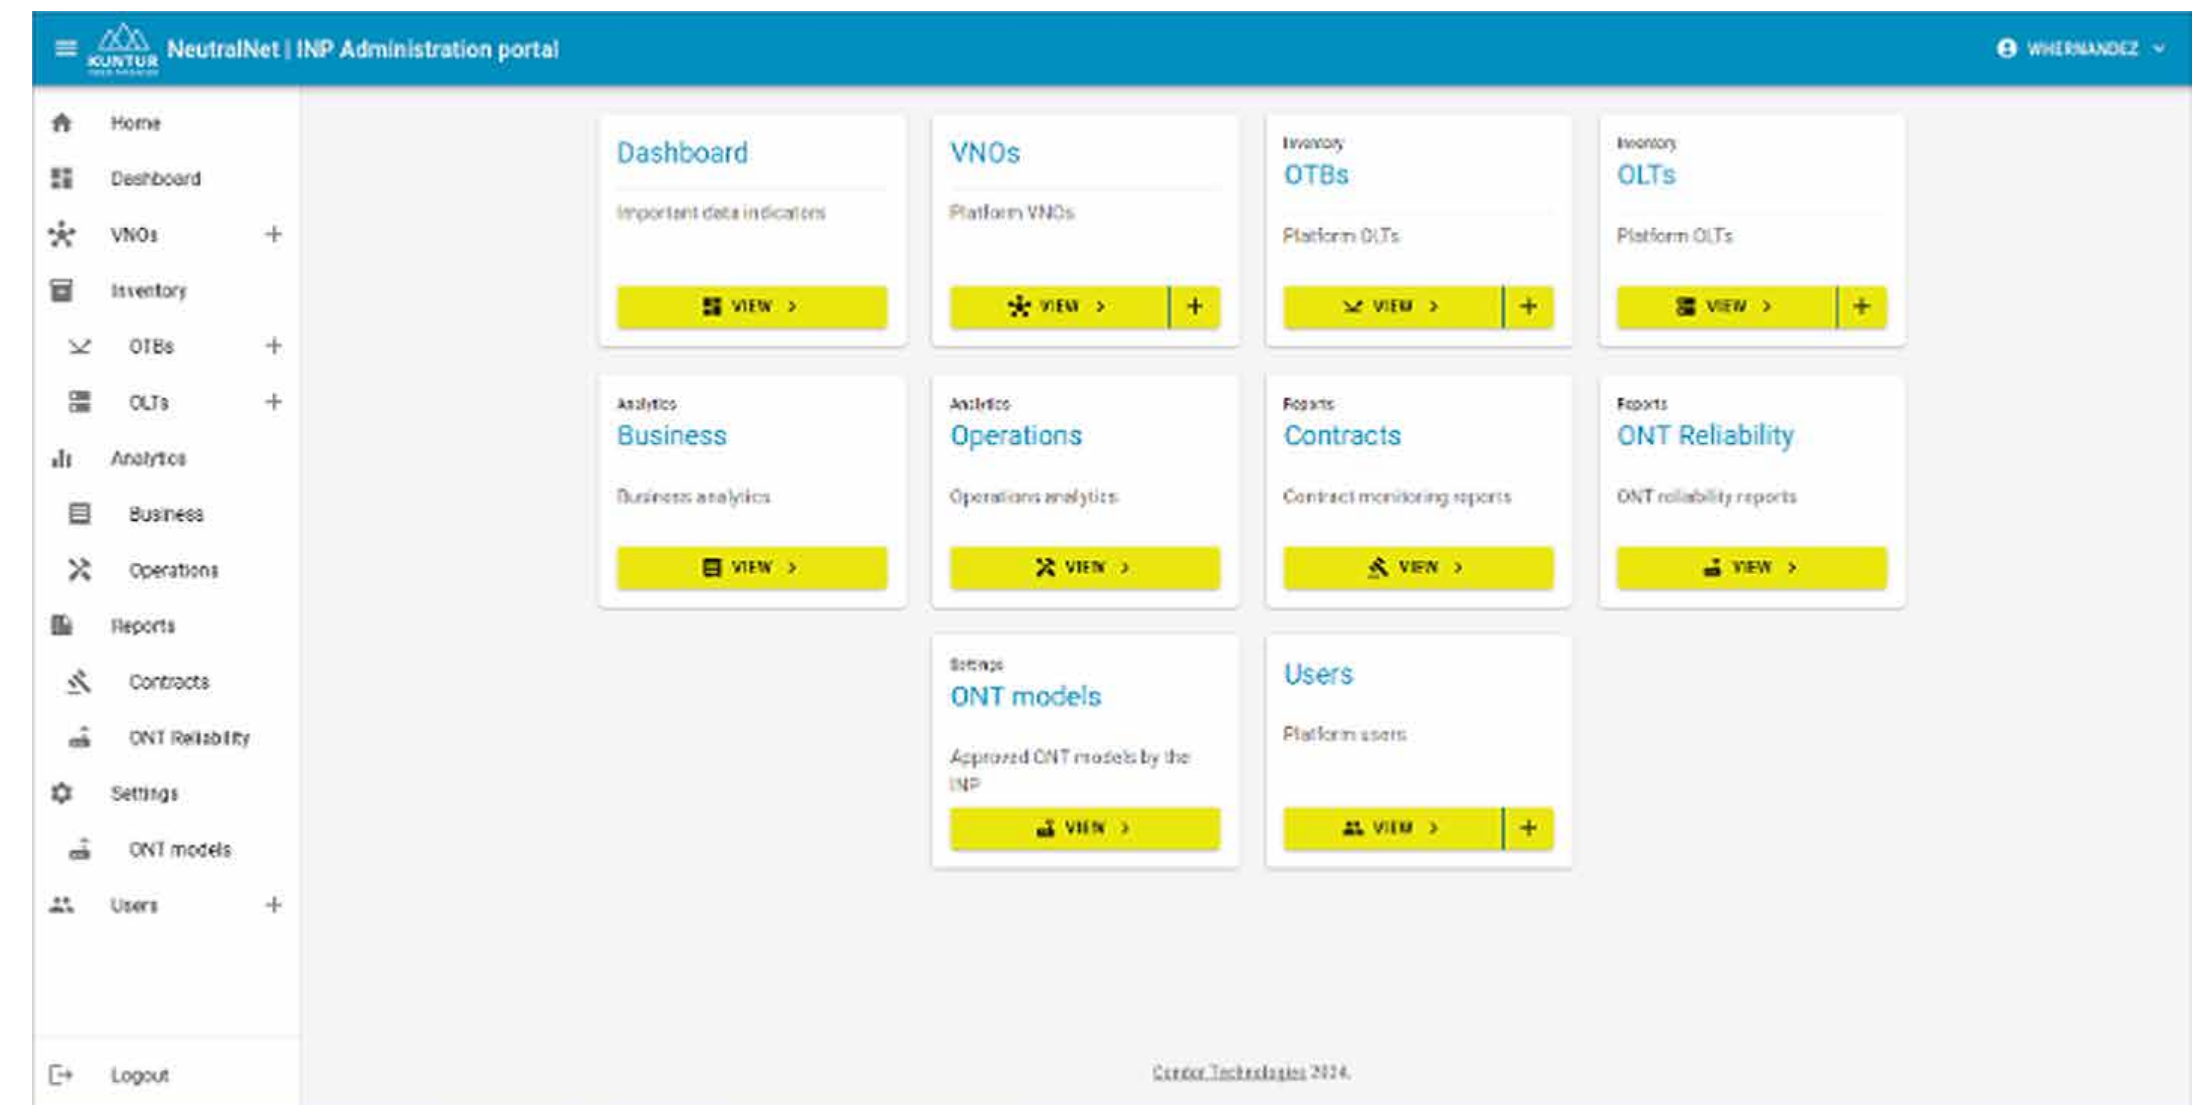 KUNTUR NeutralNet | INP Administration portal
WHERNANDEZ
Home
Dashboard
VNOs +
Inventory
OTBs +
OLTs +
Analytics
Business
Operations
Reports
Contracts
ONT Reliability
Settings
ONT models
Users +
Logout
Dashboard
Important data indicators
VIEW >
VNOs
Platform VNOs
VIEW > +
Inventory
OTBs
Platform OLTs
VIEW > +
Inventory
OLTs
Platform OLTs
VIEW > +
Analytics
Business
Business analytics
VIEW >
Analytics
Operations
Operations analytics
VIEW >
Reports
Contracts
Contract monitoring reports
VIEW >
Reports
ONT Reliability
ONT reliability reports
VIEW >
Settings
ONT models
Approved ONT models by the
INP
VIEW >
Users
Platform users
VIEW > +
Condor Technologies 2024.